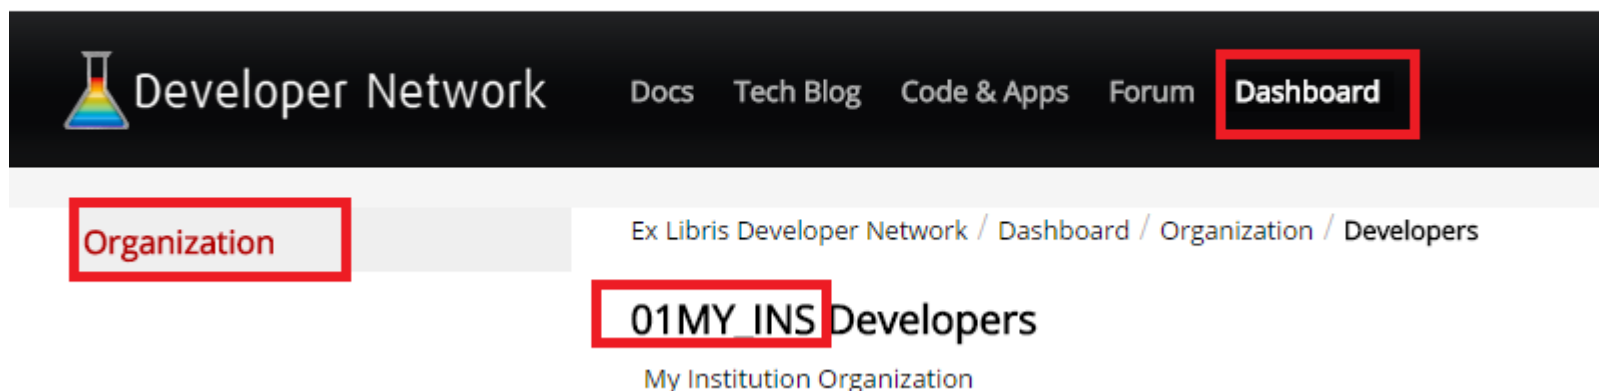 Developer Network Docs Tech Blog Code & Apps Forum Dashboard
Organization
Ex Libris Developer Network / Dashboard / Organization / Developers
01MY_INS Developers
My Institution Organization